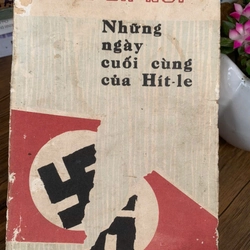 Những
ngày
cuối cùng
của Hít-le